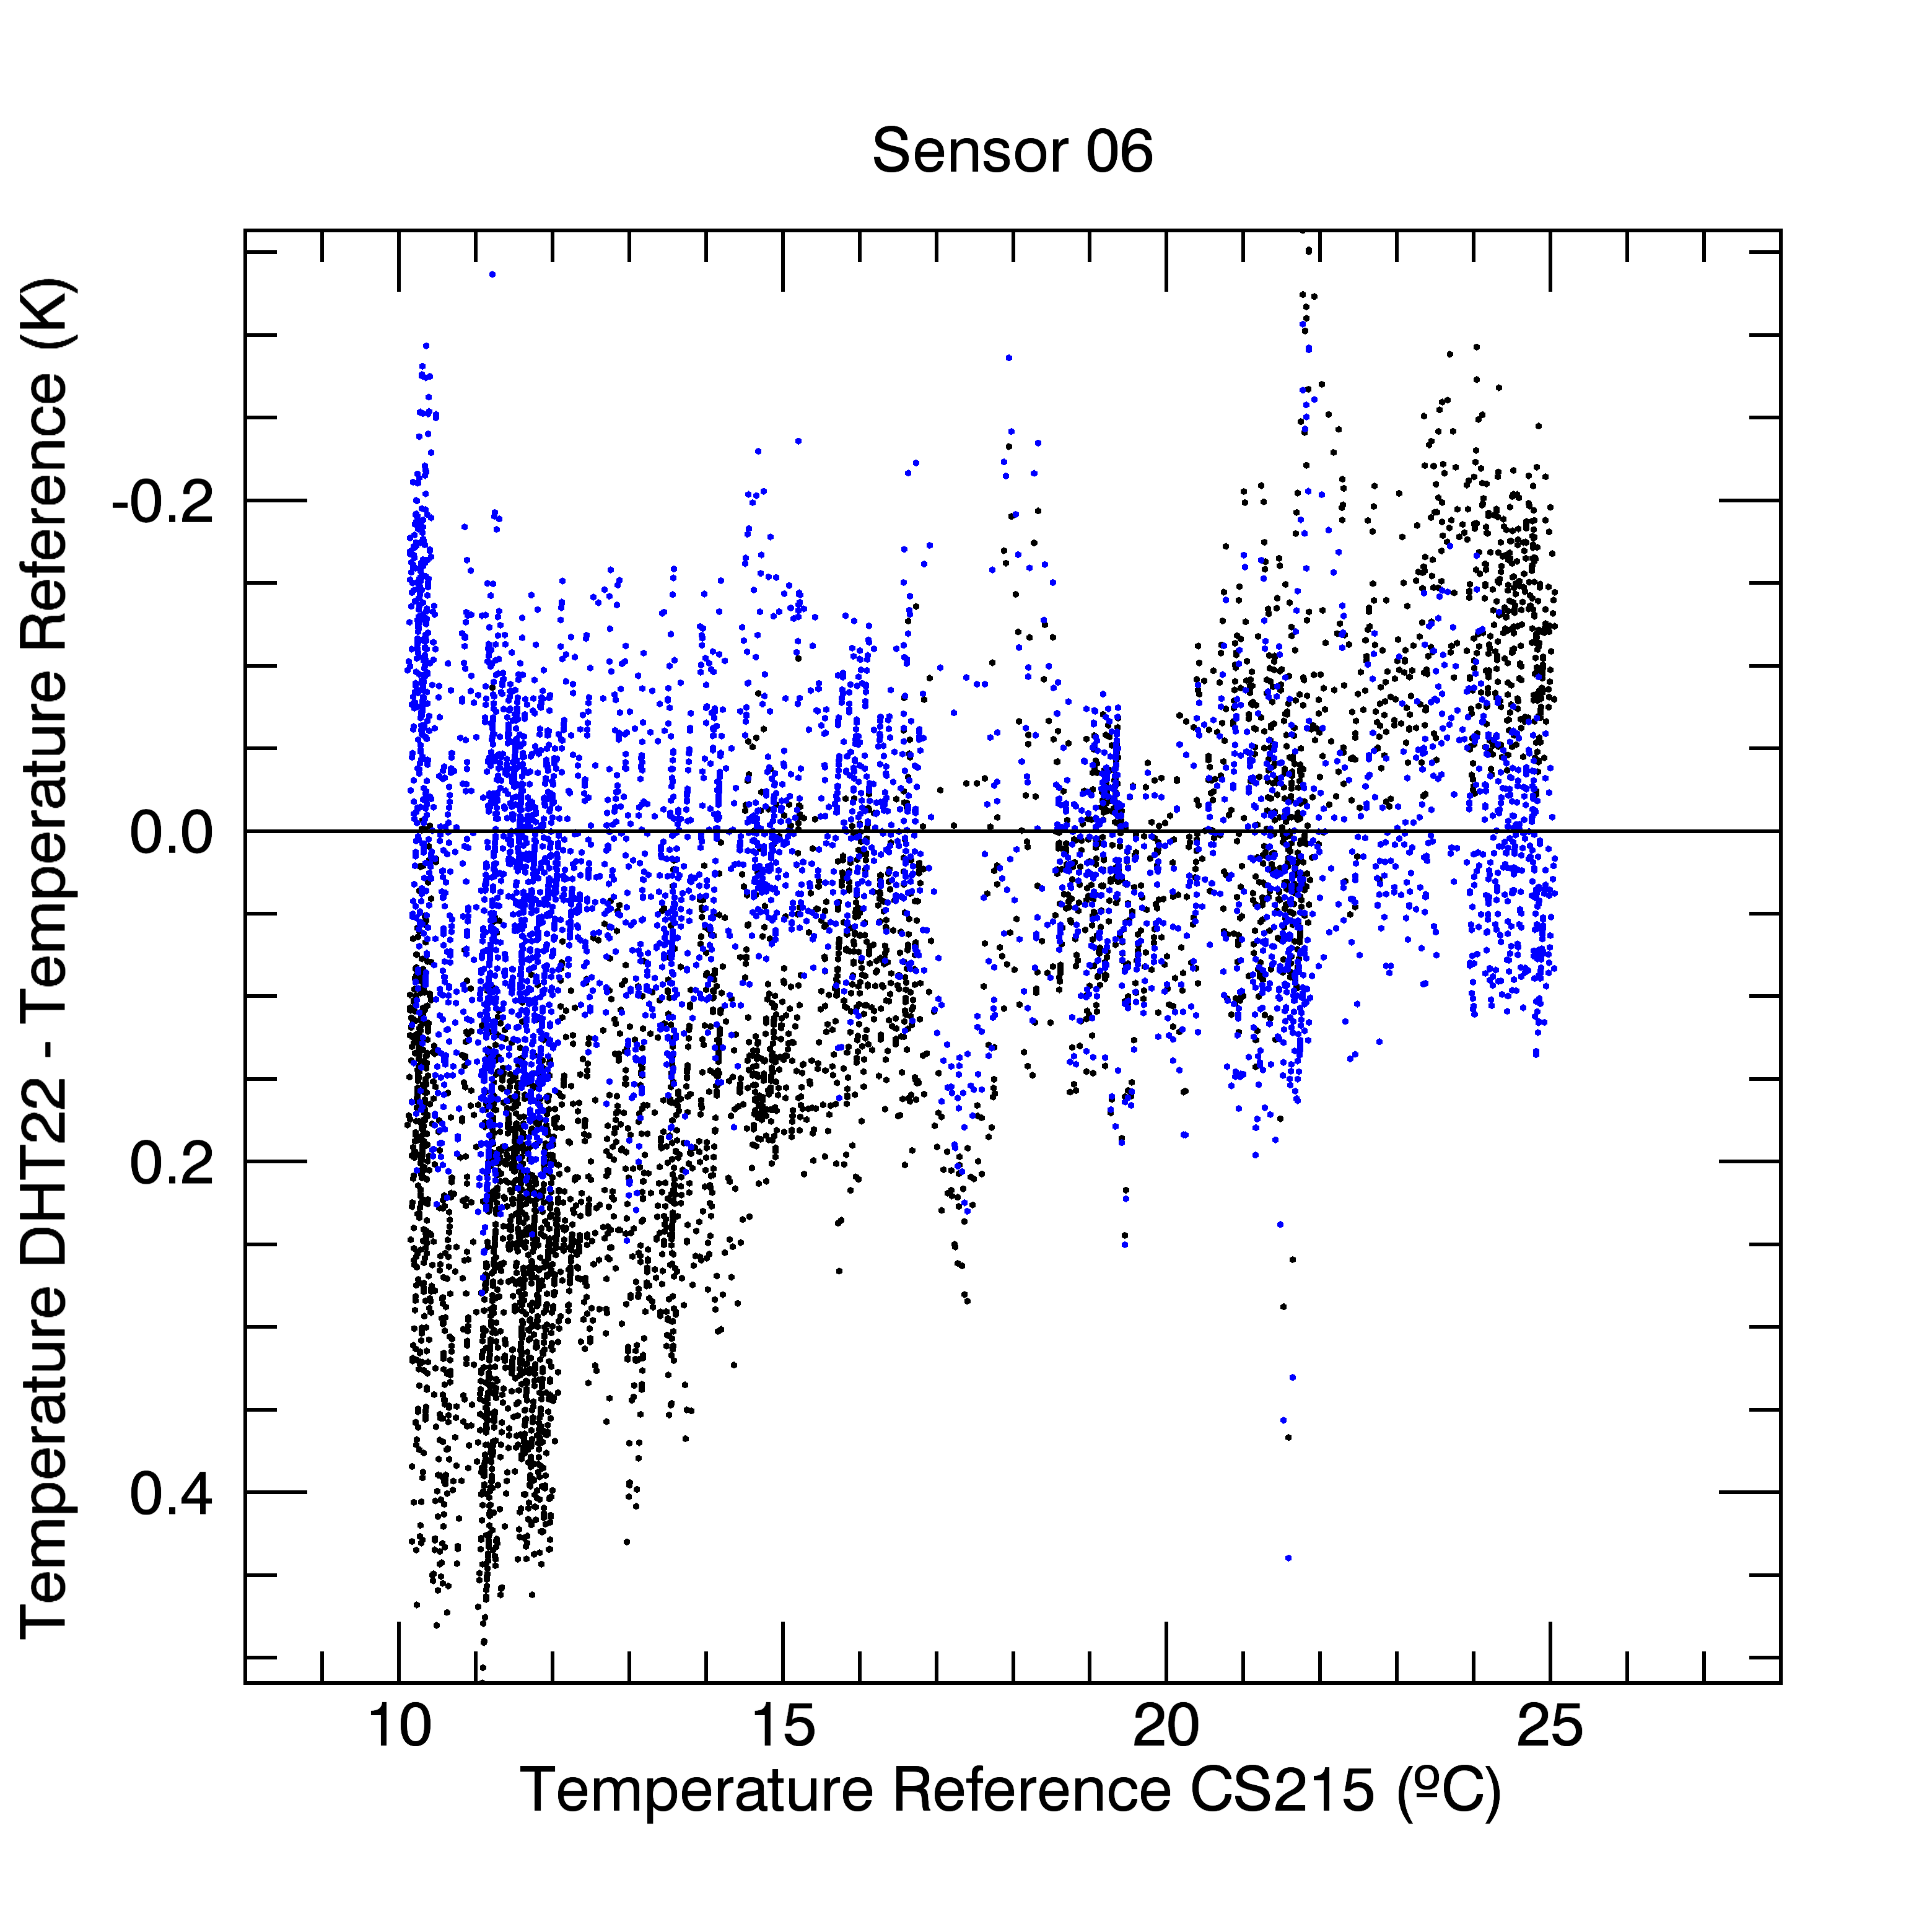 Sensor 06
Temperature DHT22 - Temperature Reference (K)
-0.2
0.0
0.2
0.4
10 15 20 25
Temperature Reference CS215 (ºC)